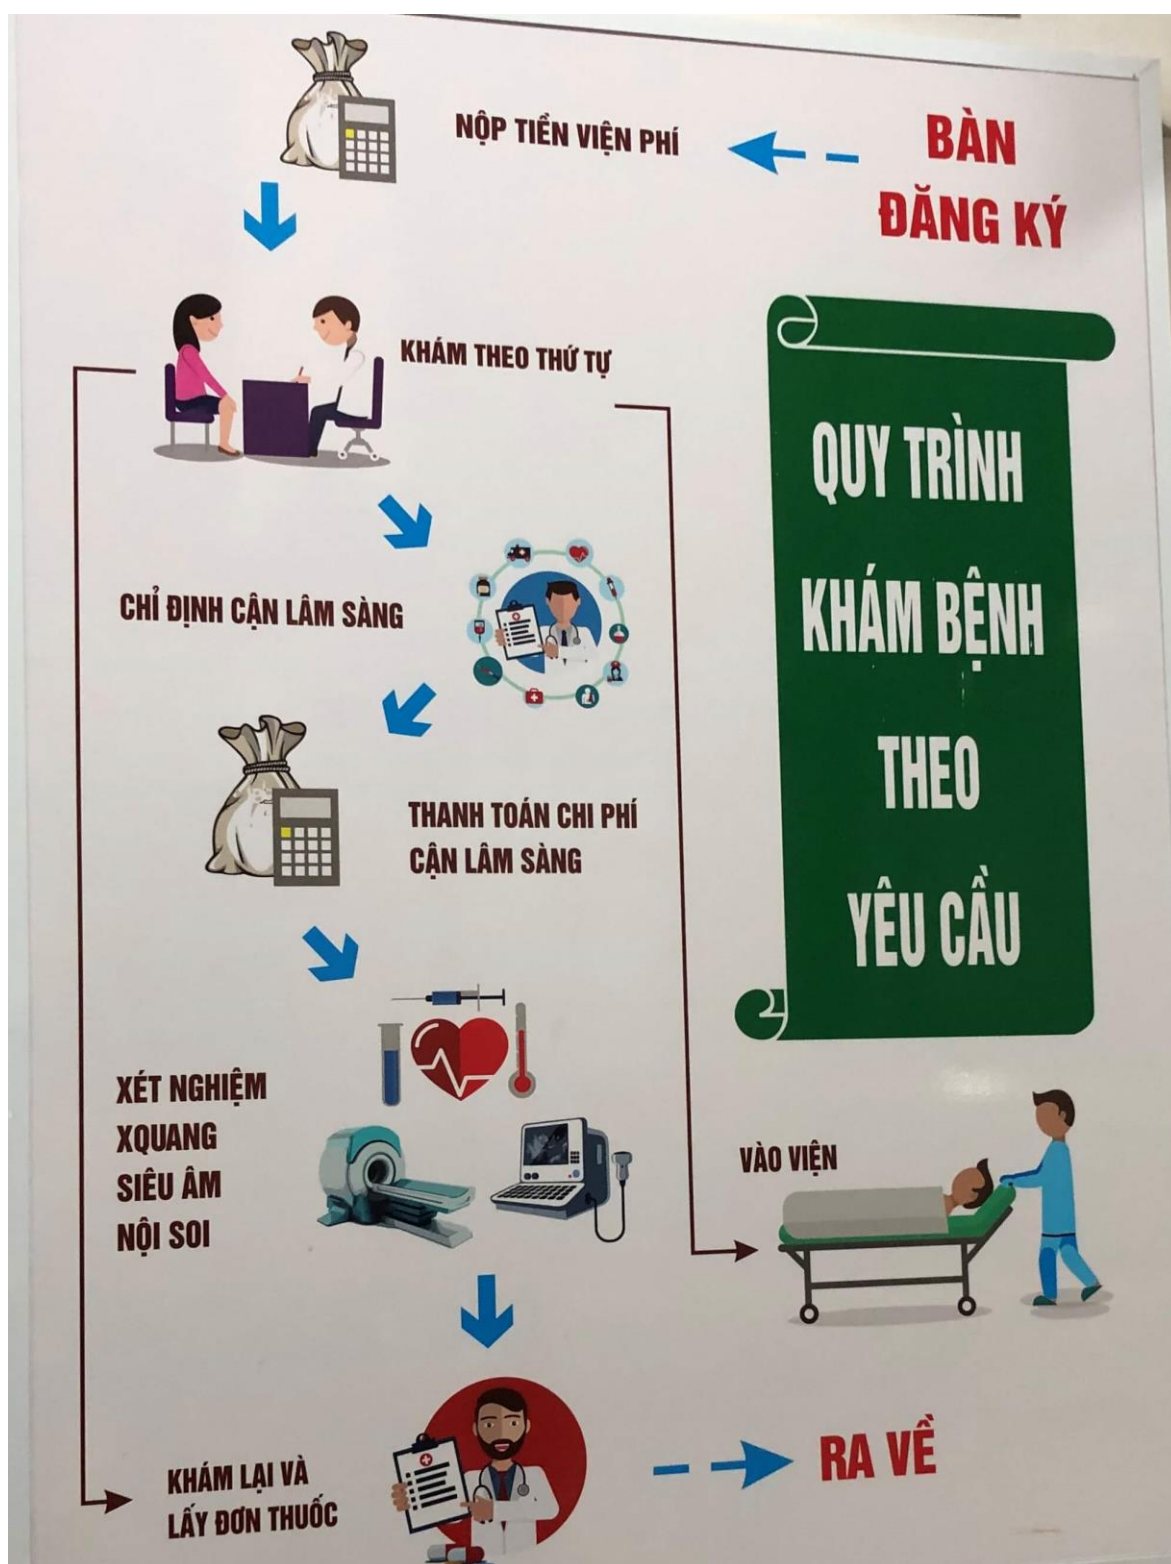 BÀN
ĐĂNG KÝ
NỘP TIỀN VIỆN PHÍ
KHÁM THEO THỨ TỰ
QUY TRÌNH
KHÁM BỆNH
THEO
YÊU CẦU
CHỈ ĐỊNH CẬN LÂM SÀNG
THANH TOÁN CHI PHÍ
CẬN LÂM SÀNG
XÉT NGHIỆM
XQUANG
SIÊU ÂM
NỘI SOI
VÀO VIỆN
KHÁM LẠI VÀ
LẤY ĐƠN THUỐC
RA VỀ